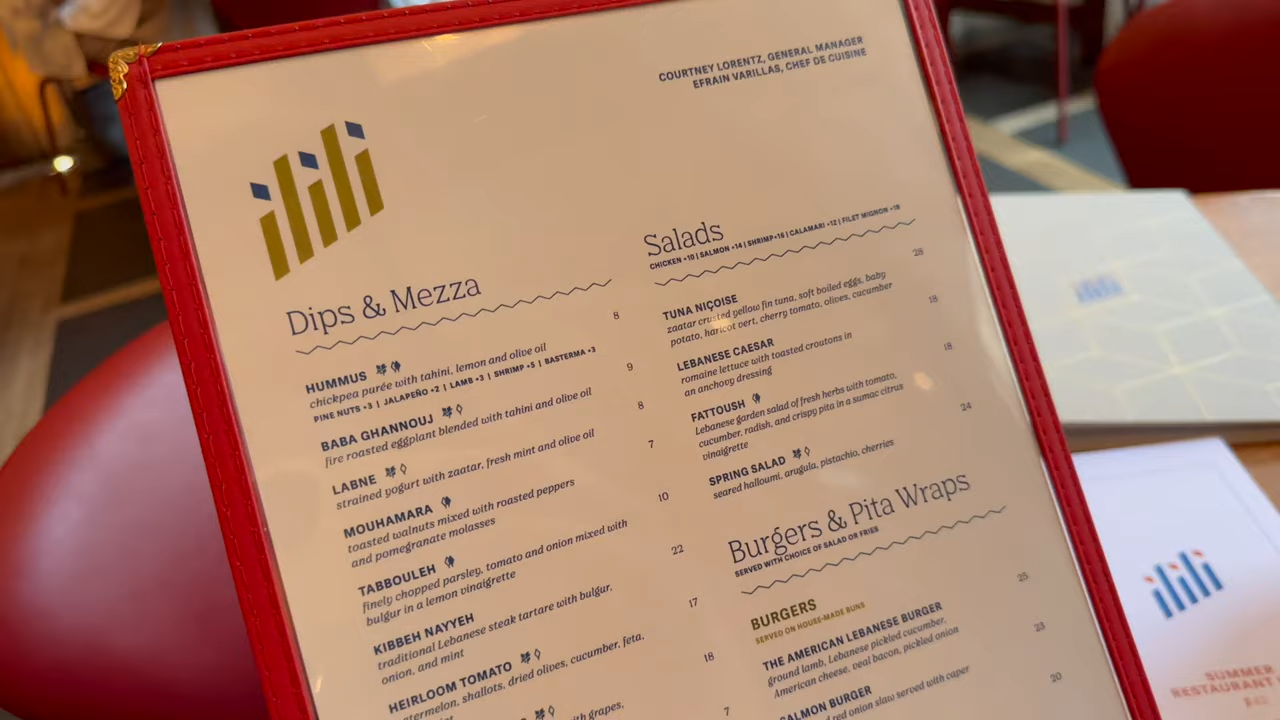 COURTNEY LORENTZ, GENERAL MANAGER
EFRAIN VARILLAS, CHEF DE CUISINE
ilili
Dips & Mezza
HUMMUS 8
chickpea purée with tahini, lemon and olive oil
PINE NUTS +3 | JALAPEÑO +2 | LAMB +3 | SHRIMP +5 | BASTERMA +3
BABA GHANNOUJ 9
fire roasted eggplant blended with tahini and olive oil
LABNE 8
strained yogurt with zaatar, fresh mint and olive oil
MOUHAMARA 7
toasted walnuts mixed with roasted peppers
and pomegranate molasses
TABBOULEH 10
finely chopped parsley, tomato and onion mixed with
bulgur in a lemon vinaigrette
KIBBEH NAYYEH 22
traditional Lebanese steak tartare with bulgur,
onion, and mint
HEIRLOOM TOMATO 17
watermelon, shallots, dried olives, cucumber, feta,
18
with grapes,
7
Salads
CHICKEN +10 | SALMON +14 | SHRIMP +16 | CALAMARI +12 | FILET MIGNON +18
TUNA NIÇOISE 28
zaatar crusted yellow fin tuna, soft boiled eggs, baby
potato, haricot vert, cherry tomato, olives, cucumber
LEBANESE CAESAR 18
romaine lettuce with toasted croutons in
an anchovy dressing
FATTOUSH 18
Lebanese garden salad of fresh herbs with tomato,
cucumber, radish, and crispy pita in a sumac citrus
vinaigrette
SPRING SALAD 24
seared halloumi, arugula, pistachio, cherries
Burgers & Pita Wraps
SERVED WITH CHOICE OF SALAD OR FRIES
BURGERS
SERVED ON HOUSE-MADE BUNS
THE AMERICAN LEBANESE BURGER 25
ground lamb, Lebanese pickled cucumber,
American cheese, veal bacon, pickled onion
SALMON BURGER 23
red onion slaw served with caper
20
ilili
ilili
SUMMER
RESTAURANT